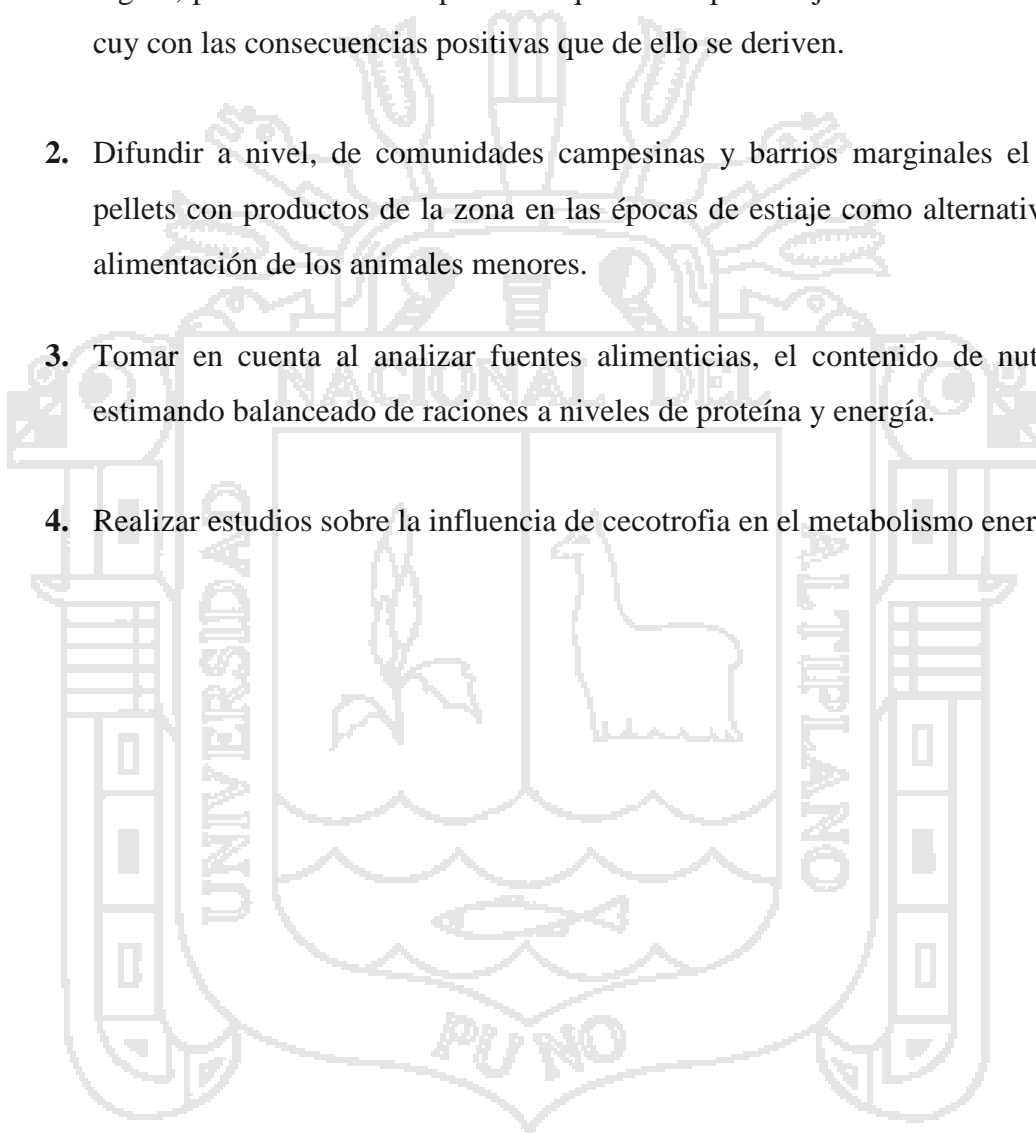 cuy con las consecuencias positivas que de ello se deriven.
2. Difundir a nivel, de comunidades campesinas y barrios marginales el
pellets con productos de la zona en las épocas de estiaje como
alimentación de los animales menores.
3. Tomar en cuenta al analizar fuentes alimenticias, el contenido de
estimando balanceado de raciones a niveles de proteína y energía.
4. Realizar estudios sobre la influencia de cecotrofia en el metabolismo
NACIONAL DEL
UNIVERSIDAD
ALTIPLANO
PUNO